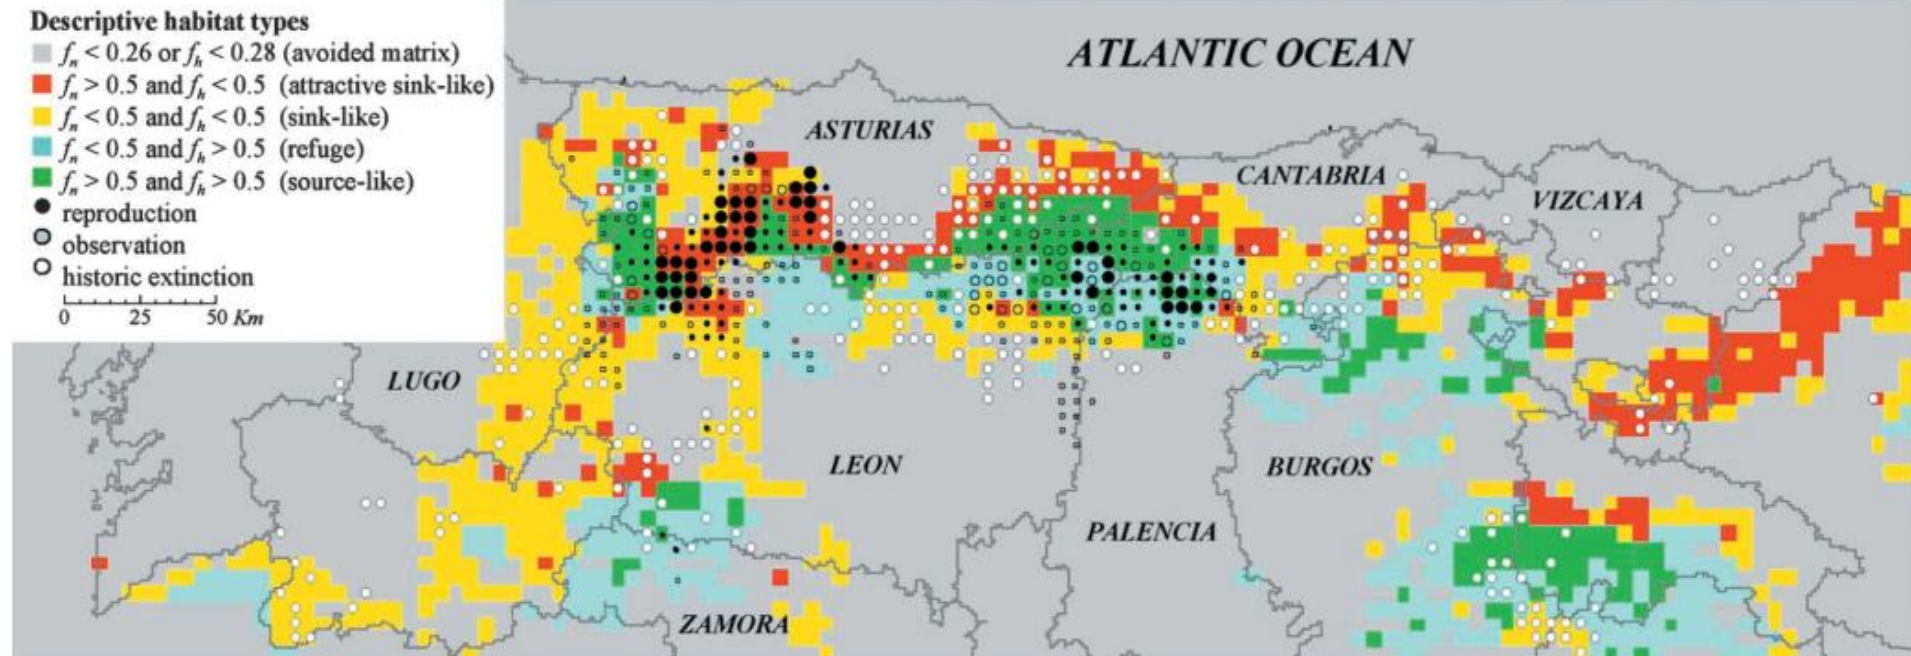 Descriptive habitat types
fn < 0.26 or fh < 0.28 (avoided matrix)
fn > 0.5 and fh < 0.5 (attractive sink-like)
fn < 0.5 and fh < 0.5 (sink-like)
fn < 0.5 and fh > 0.5 (refuge)
fn > 0.5 and fh > 0.5 (source-like)
reproduction
observation
historic extinction
0 25 50 Km
ATLANTIC OCEAN
ASTURIAS
CANTABRIA
VIZCAYA
LUGO
LEON
BURGOS
PALENCIA
ZAMORA